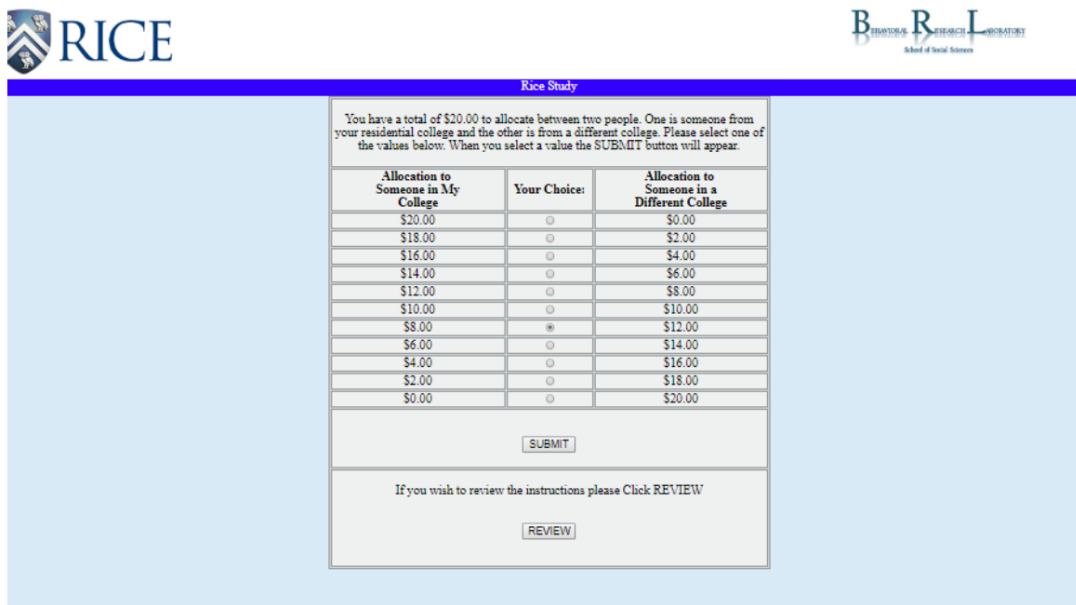 RICE
BEHAVIORAL RESEARCH LABORATORY
School of Social Sciences
Rice Study
You have a total of $20.00 to allocate between two people. One is someone from
your residential college and the other is from a different college. Please select one of
the values below. When you select a value the SUBMIT button will appear.
Allocation to
Someone in My
College
Your Choice:
Allocation to
Someone in a
Different College
$20.00 $0.00
$18.00 $2.00
$16.00 $4.00
$14.00 $6.00
$12.00 $8.00
$10.00 $10.00
$8.00 $12.00
$6.00 $14.00
$4.00 $16.00
$2.00 $18.00
$0.00 $20.00
SUBMIT
If you wish to review the instructions please Click REVIEW
REVIEW